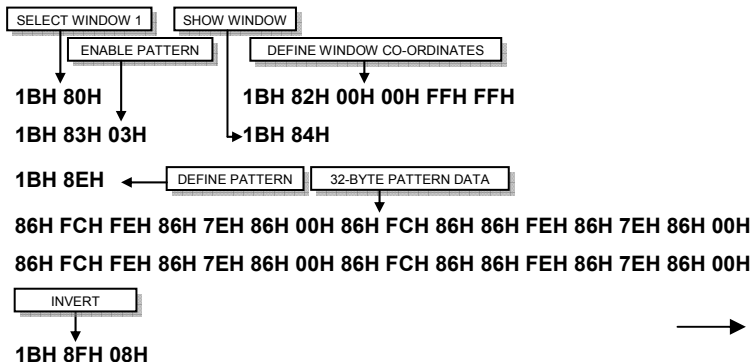 SELECT WINDOW 1 SHOW WINDOW
ENABLE PATTERN DEFINE WINDOW CO-ORDINATES
1BH 80H 1BH 82H 00H 00H FFH FFH
1BH 83H 03H 1BH 84H
1BH 8EH DEFINE PATTERN 32-BYTE PATTERN DATA
86H FCH FEH 86H 7EH 86H 00H 86H FCH 86H 86H FEH 86H 7EH 86H 00H
86H FCH FEH 86H 7EH 86H 00H 86H FCH 86H 86H FEH 86H 7EH 86H 00H
INVERT
1BH 8FH 08H